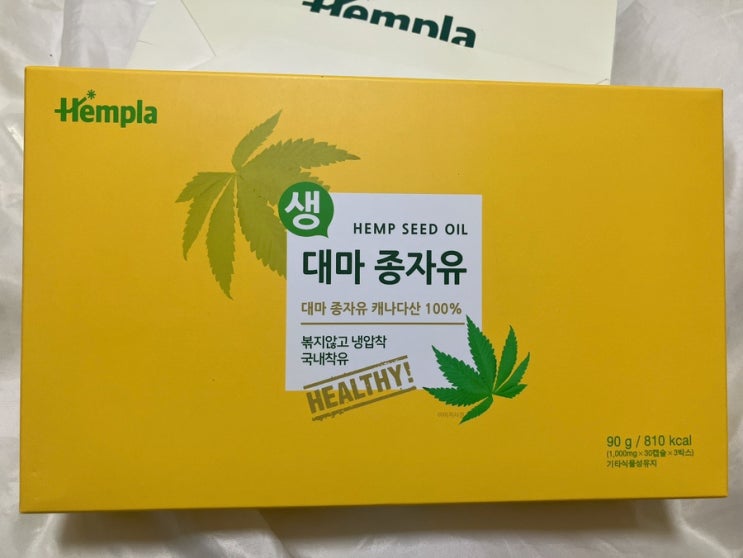 Hempla
Hempla
생
HEMP SEED OIL
대마 종자유
대마 종자유 캐나다산 100%
볶지않고 냉압착
국내착유
HEALTHY!
90 g / 810 kcal
(1,000mg×30캡슐×3박스)
기타식물성유지